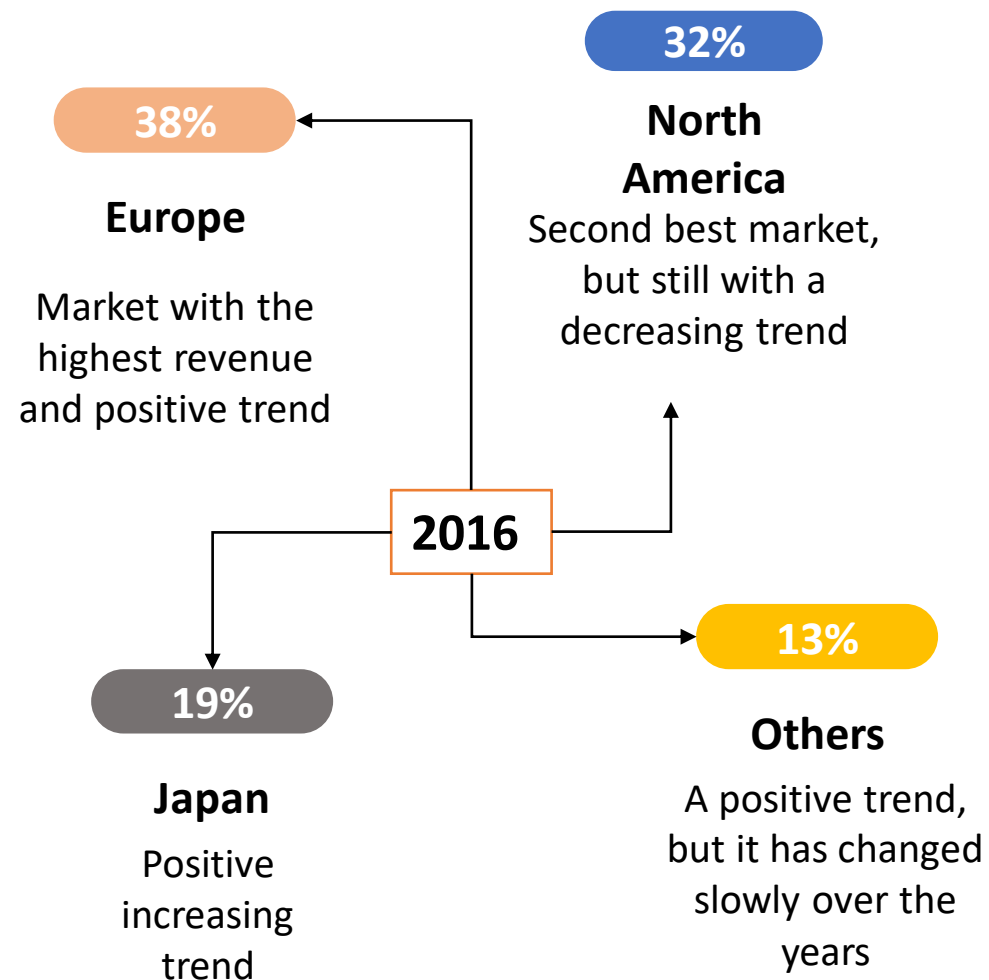 32%
North
America
Second best market,
but still with a
decreasing trend
38%
Europe
Market with the
highest revenue
and positive trend
2016
19%
Japan
Positive
increasing
trend
13%
Others
A positive trend,
but it has changed
slowly over the
years